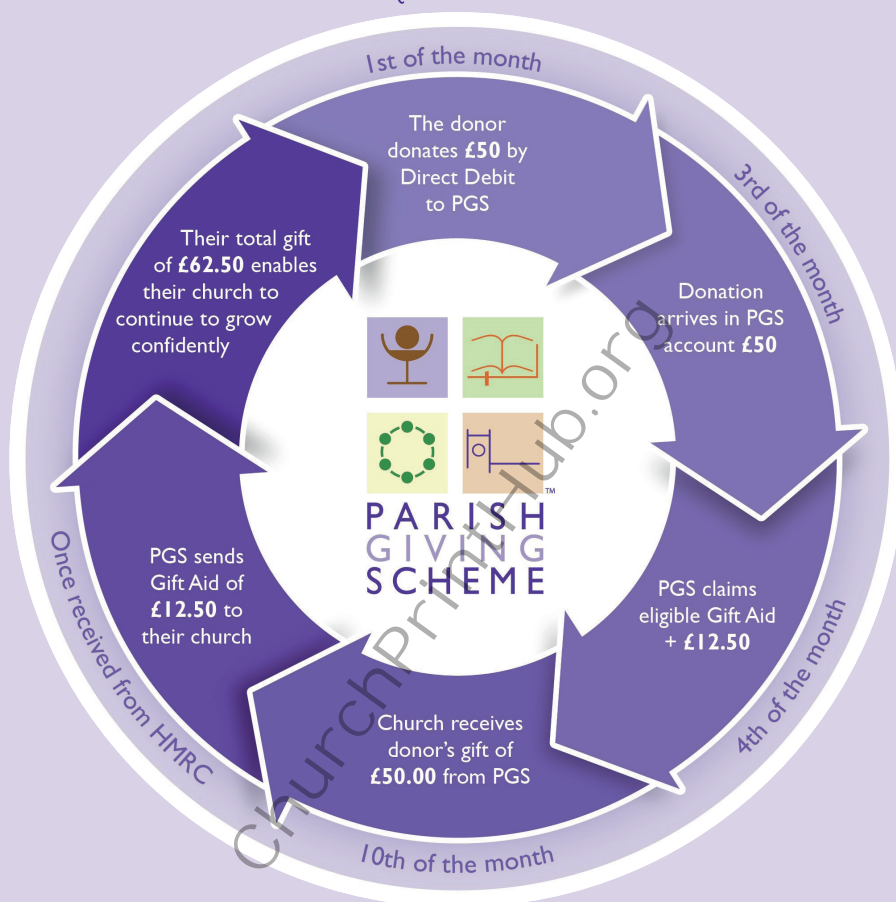 1st of the month
The donor
donates £50 by
Direct Debit
to PGS
3rd of the month
Donation
arrives in PGS
account £50
4th of the month
PGS claims
eligible Gift Aid
+ £12.50
10th of the month
Church receives
donor's gift of
£50.00 from PGS
Once received from HMRC
PGS sends
Gift Aid of
£12.50 to
their church
Their total gift
of £62.50 enables
their church to
continue to grow
confidently
PARISH
GIVING
SCHEME
TM
ChurchPrintHub.org